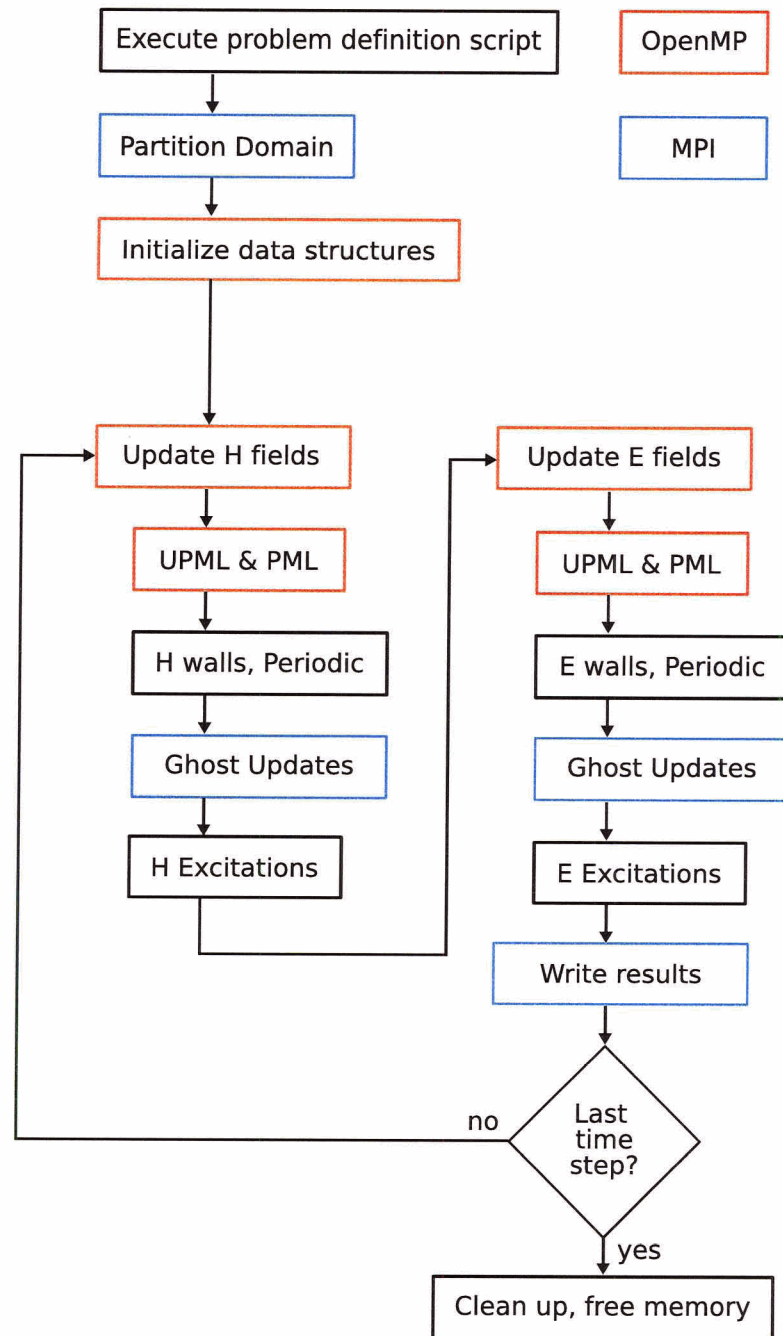 Execute problem definition script
OpenMP
Partition Domain
MPI
Initialize data structures
Update H fields
UPML & PML
H walls, Periodic
Ghost Updates
H Excitations
Update E fields
UPML & PML
E walls, Periodic
Ghost Updates
E Excitations
Write results
Last
time
step?
no
yes
Clean up, free memory